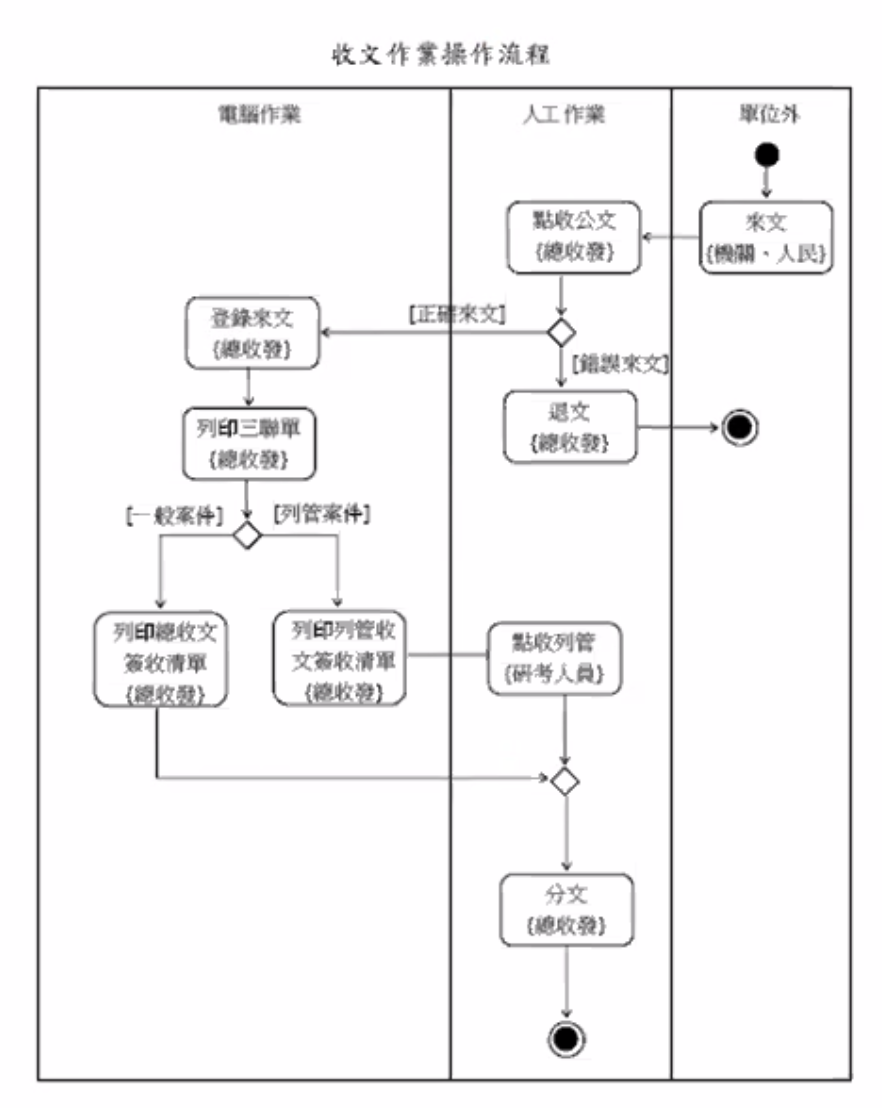 收文作業操作流程
電腦作業
人工作業
單位外
來文
{機關、人民}
點收公文
{總收發}
[正確來文]
登錄來文
{總收發}
[錯誤來文]
退文
{總收發}
列印三聯單
{總收發}
[一般案件]
[列管案件]
列印總收文
簽收清單
{總收發}
列印列管收
文簽收清單
{總收發}
點收列管
{研考人員}
分文
{總收發}